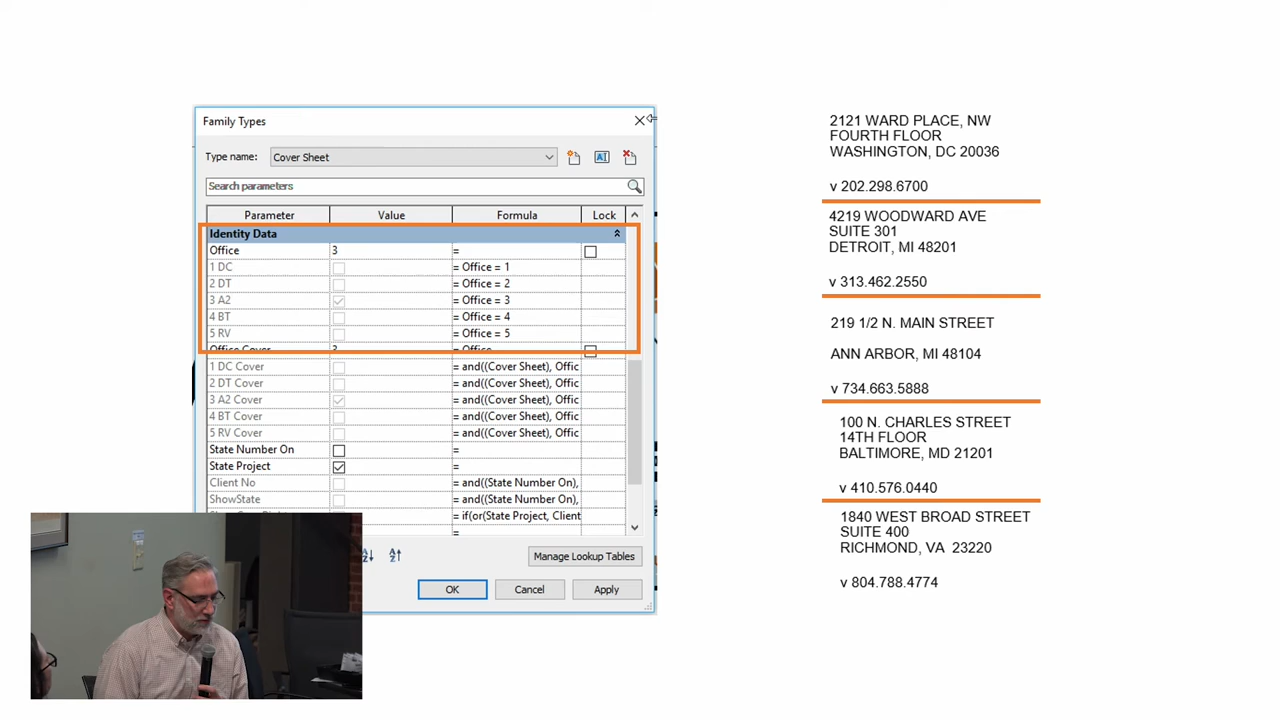 Family Types
Type name: Cover Sheet
Search parameters
Parameter Value Formula Lock
Identity Data
Office 3 =
1 DC = Office = 1
2 DT = Office = 2
3 A2 = Office = 3
4 BT = Office = 4
5 RV = Office = 5
Office Cover 3 = Office
1 DC Cover = and((Cover Sheet), Offic
2 DT Cover = and((Cover Sheet), Offic
3 A2 Cover = and((Cover Sheet), Offic
4 BT Cover = and((Cover Sheet), Offic
5 RV Cover = and((Cover Sheet), Offic
State Number On =
State Project =
Client No = and((State Number On),
ShowState = and((State Number On),
= if(or(State Project, Client
=
Manage Lookup Tables
OK Cancel Apply
2121 WARD PLACE, NW
FOURTH FLOOR
WASHINGTON, DC 20036
v 202.298.6700
4219 WOODWARD AVE
SUITE 301
DETROIT, MI 48201
v 313.462.2550
219 1/2 N. MAIN STREET
ANN ARBOR, MI 48104
v 734.663.5888
100 N. CHARLES STREET
14TH FLOOR
BALTIMORE, MD 21201
v 410.576.0440
1840 WEST BROAD STREET
SUITE 400
RICHMOND, VA 23220
v 804.788.4774